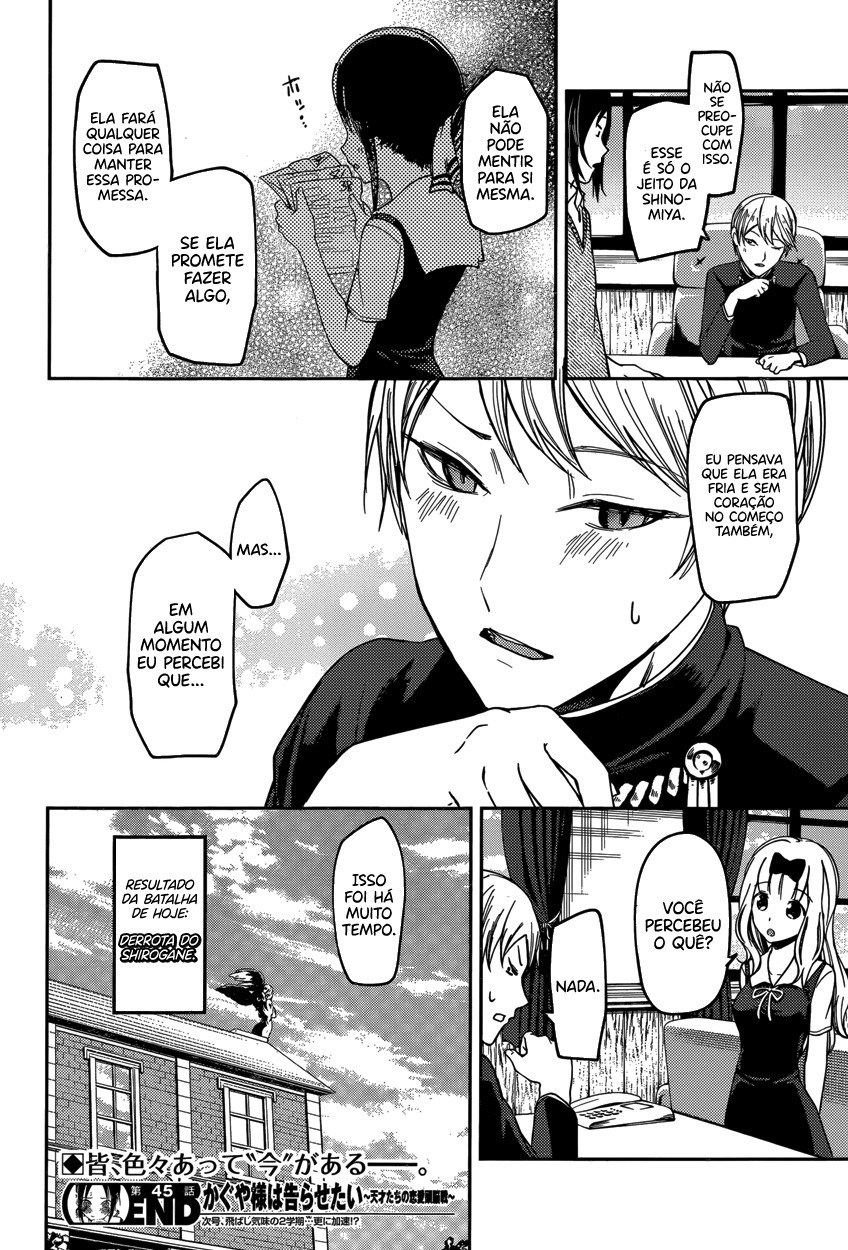 NÃO
SE
PREO-
CUPE
COM
ISSO.
ESSE
É SÓ O
JEITO DA
SHINO-
MIYA.
ELA
NÃO
PODE
MENTIR
PARA SI
MESMA.
ホッ…
SE ELA
PROMETE
FAZER
ALGO,
ELA FARÁ
QUALQUER
COISA PARA
MANTER
ESSA PRO-
MESSA.
EU PENSAVA
QUE ELA ERA
FRIA E SEM
CORAÇÃO
NO COMEÇO
TAMBÉM,
MAS...
EM
ALGUM
MOMENTO
EU PERCEBI
QUE...
VOCÊ
PERCEBEU
O QUÊ?
NADA.
ISSO
FOI HÁ
MUITO
TEMPO.
RESULTADO
DA BATALHA
DE HOJE:
DERROTA DO
SHIROGANE.
◆皆、色々あって〝今〟がある――。
第45話 END かぐや様は告らせたい〜天才たちの恋愛頭脳戦〜
次号、飛ばし気味の2学期…更に加速!?